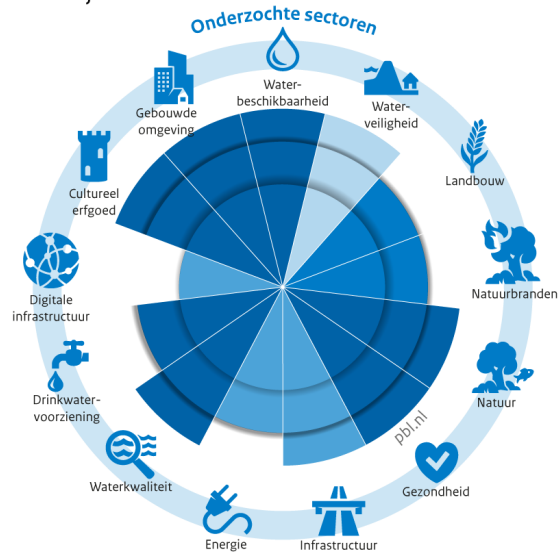 Onderzochte sectoren
Water-
beschikbaarheid
Water-
veiligheid
Landbouw
Natuurbranden
Natuur
Gezondheid
Infrastructuur
Energie
Waterkwaliteit
Drinkwater-
voorziening
Digitale
infrastructuur
Cultureel
erfgoed
Gebouwde
omgeving
pbl.nl